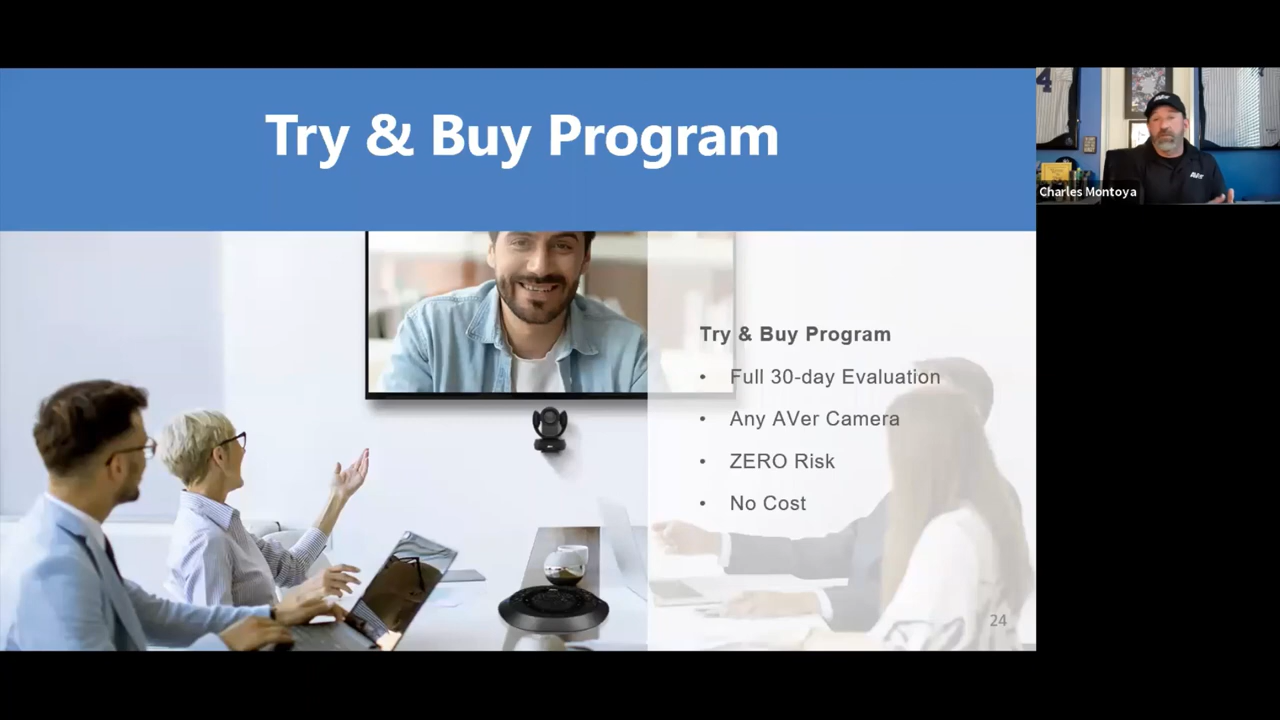 Try & Buy Program
Charles Montoya
AVer
Try & Buy Program
• Full 30-day Evaluation
• Any AVer Camera
• ZERO Risk
• No Cost
24